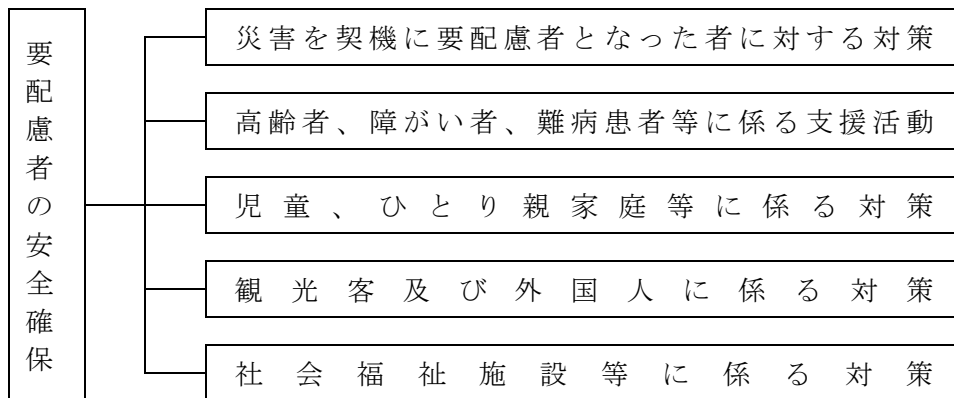 要配慮者の安全確保
災害を契機に要配慮者となった者に対する対策
高齢者、障がい者、難病患者等に係る支援活動
児童、ひとり親家庭等に係る対策
観光客及び外国人に係る対策
社会福祉施設等に係る対策